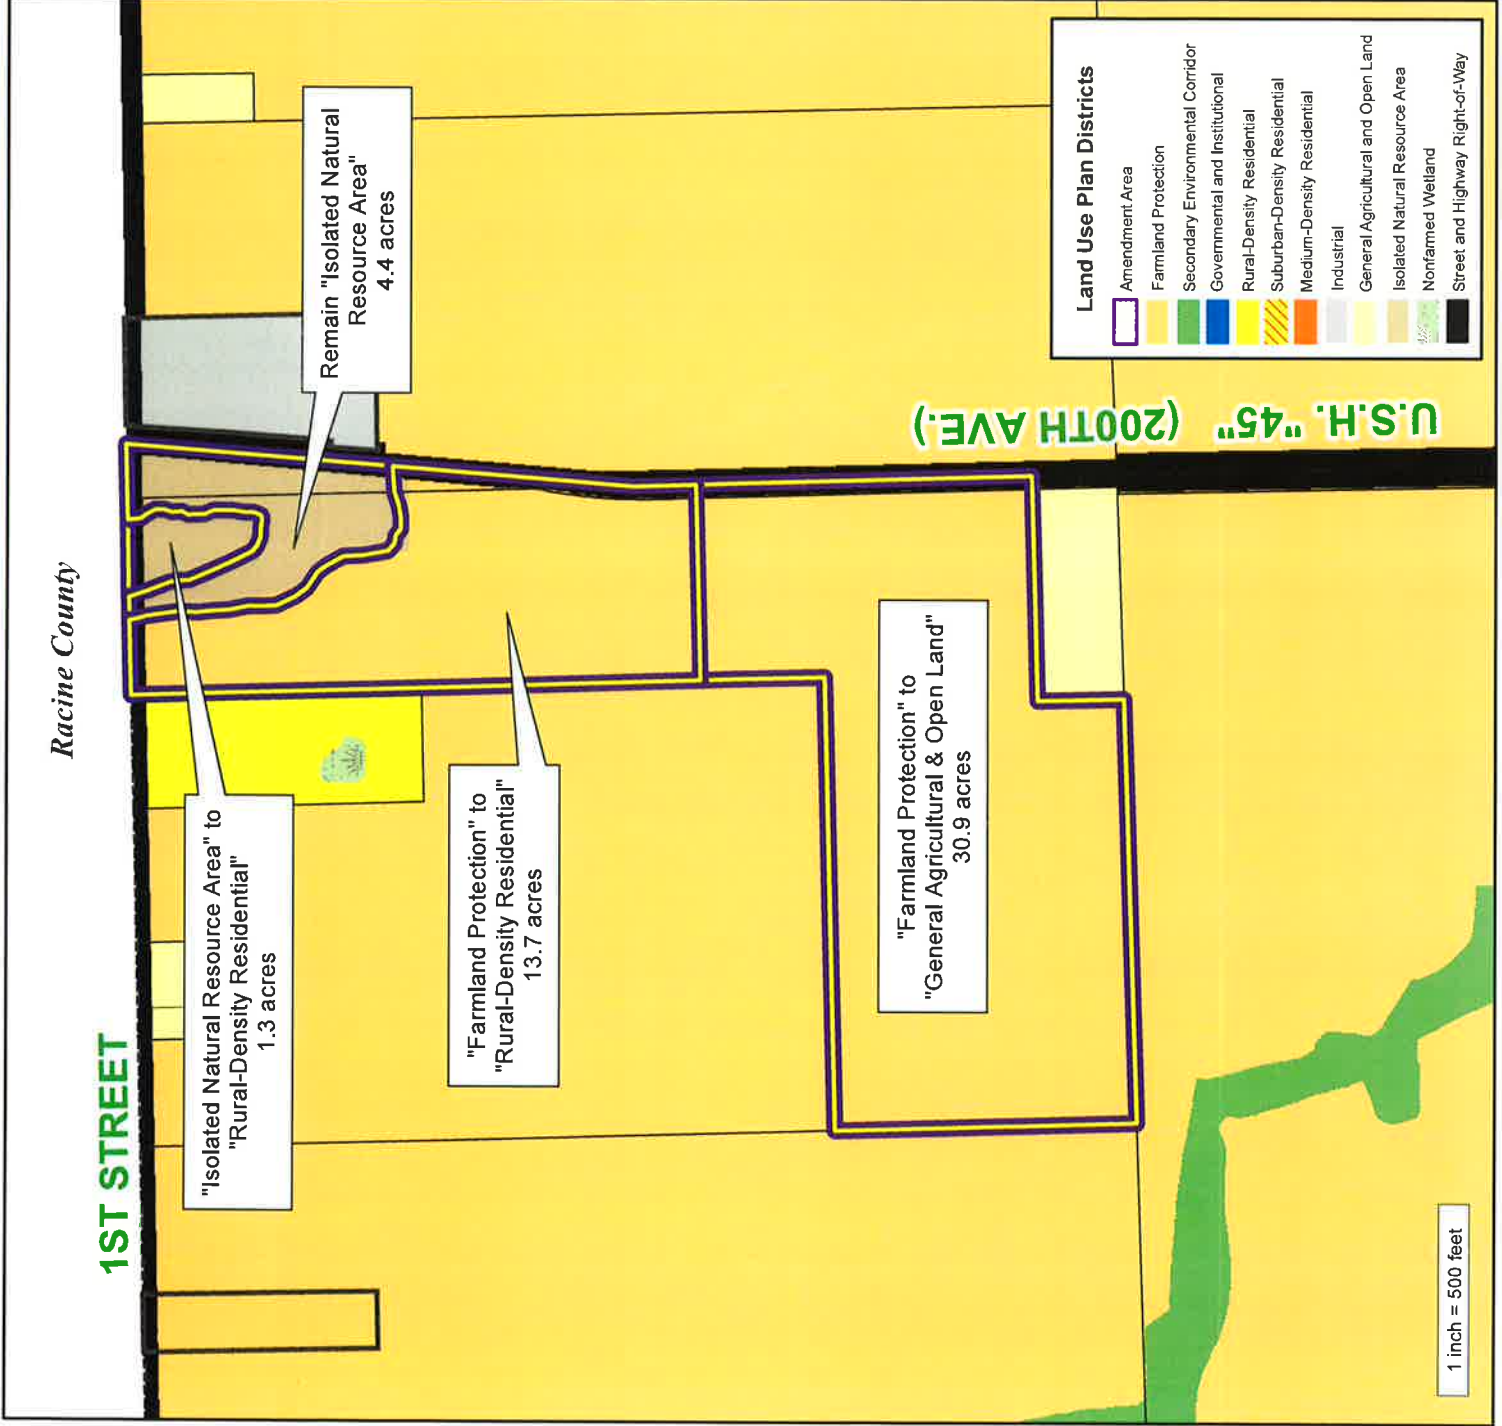 Racine County
1ST STREET
"Isolated Natural Resource Area" to
"Rural-Density Residential"
1.3 acres
Remain "Isolated Natural
Resource Area"
4.4 acres
"Farmland Protection" to
"Rural-Density Residential"
13.7 acres
"Farmland Protection" to
"General Agricultural & Open Land"
30.9 acres
U.S.H. "45" (200TH AVE.)
1 inch = 500 feet
Land Use Plan Districts
Amendment Area
Farmland Protection
Secondary Environmental Corridor
Governmental and Institutional
Rural-Density Residential
Suburban-Density Residential
Medium-Density Residential
Industrial
General Agricultural and Open Land
Isolated Natural Resource Area
Nonfarmed Wetland
Street and Highway Right-of-Way